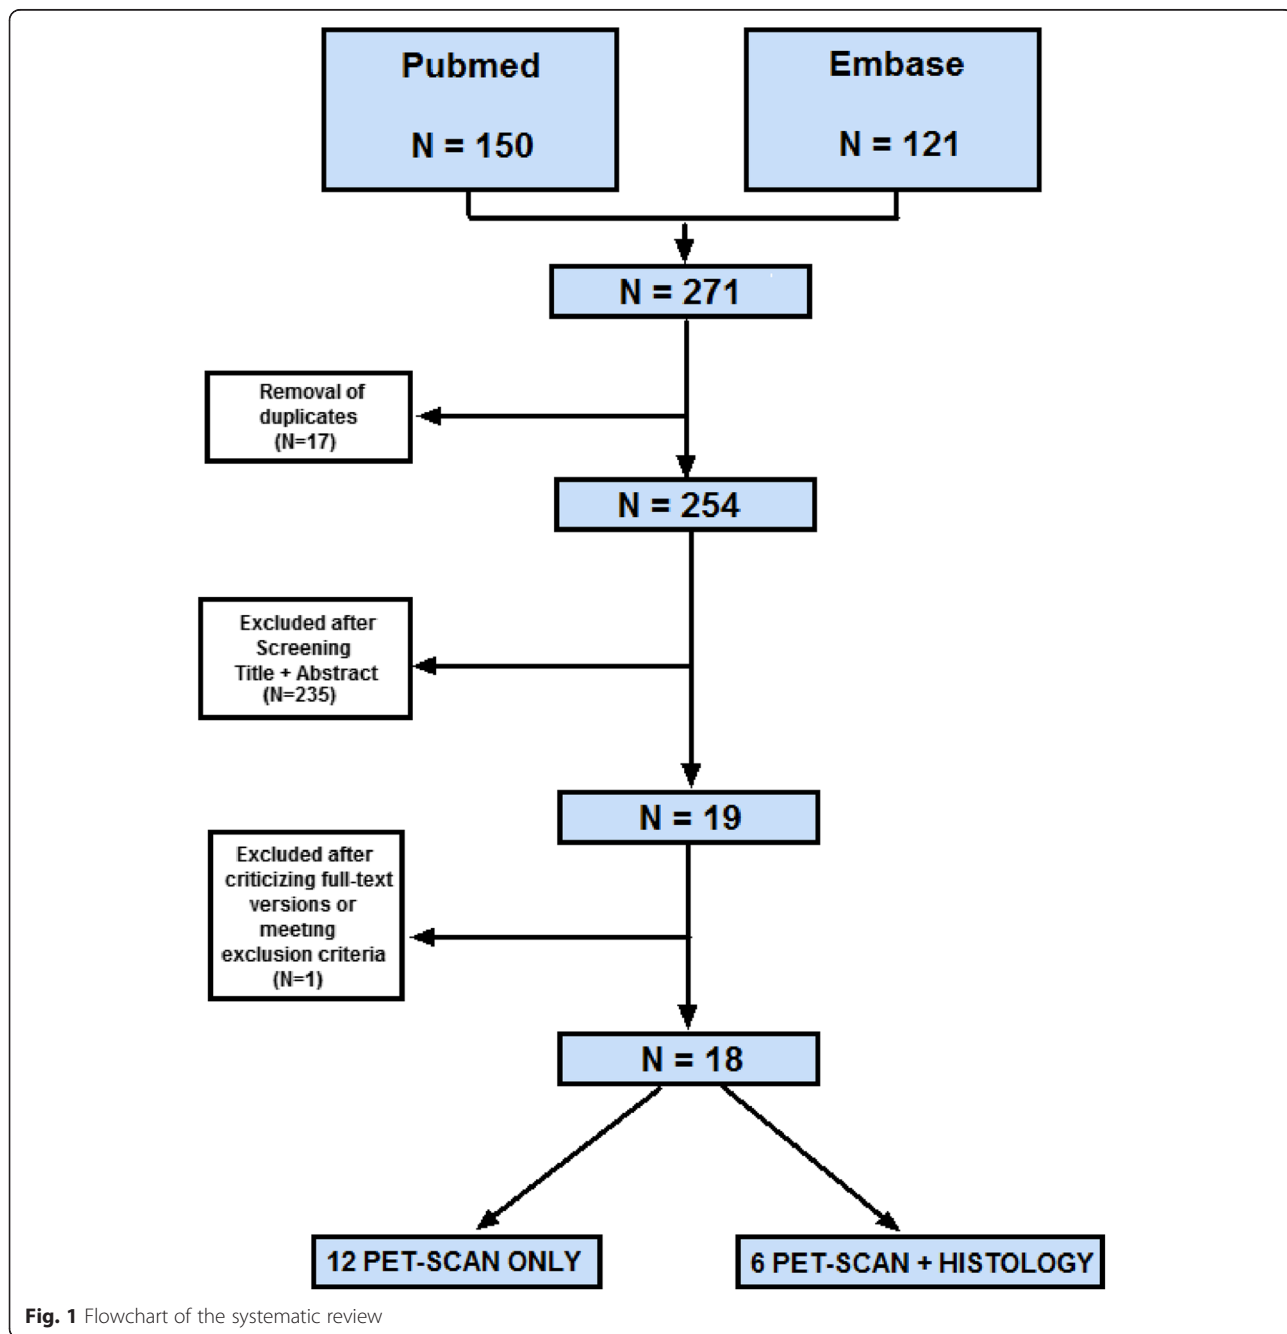 Pubmed
N = 150
Embase
N = 121
N = 271
Removal of
duplicates
(N=17)
N = 254
Excluded after
Screening
Title + Abstract
(N=235)
N = 19
Excluded after
criticizing full-text
versions or
meeting
exclusion criteria
(N=1)
N = 18
12 PET-SCAN ONLY
6 PET-SCAN + HISTOLOGY
Fig. 1 Flowchart of the systematic review